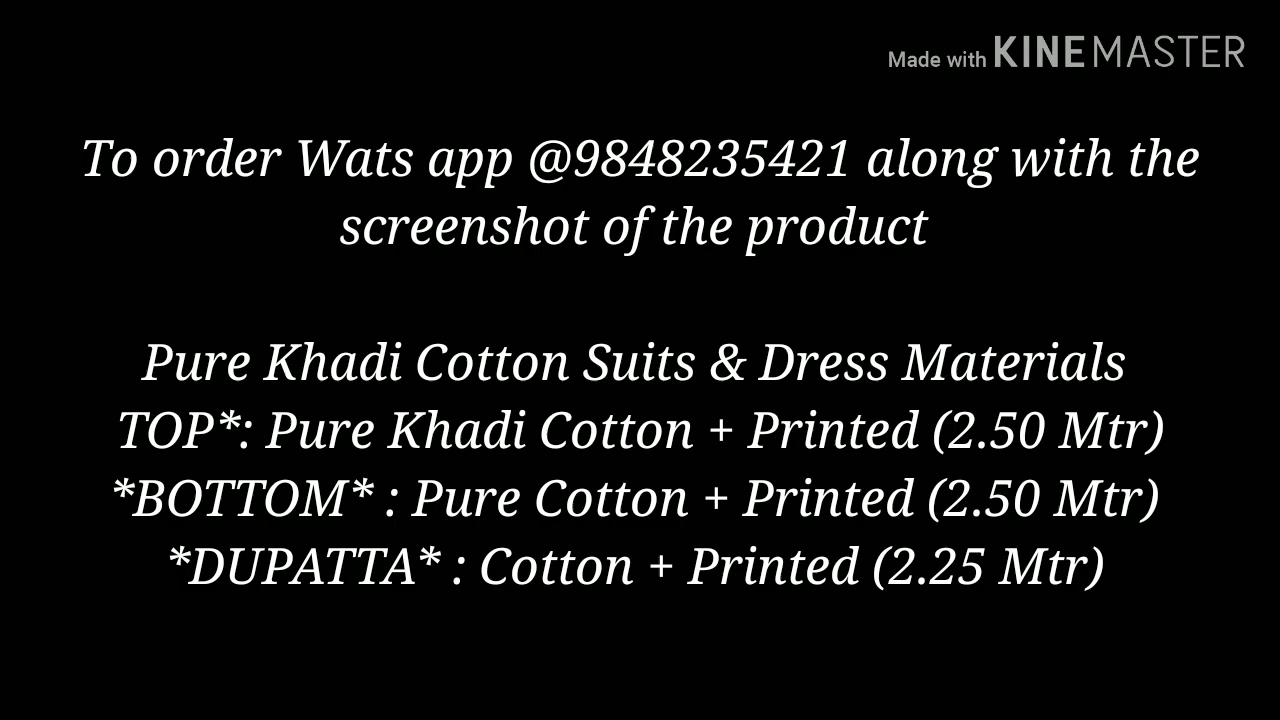 Made with KINEMASTER
To order Wats app @9848235421 along with the
screenshot of the product
Pure Khadi Cotton Suits & Dress Materials
TOP*: Pure Khadi Cotton + Printed (2.50 Mtr)
*BOTTOM* : Pure Cotton + Printed (2.50 Mtr)
*DUPATTA* : Cotton + Printed (2.25 Mtr)